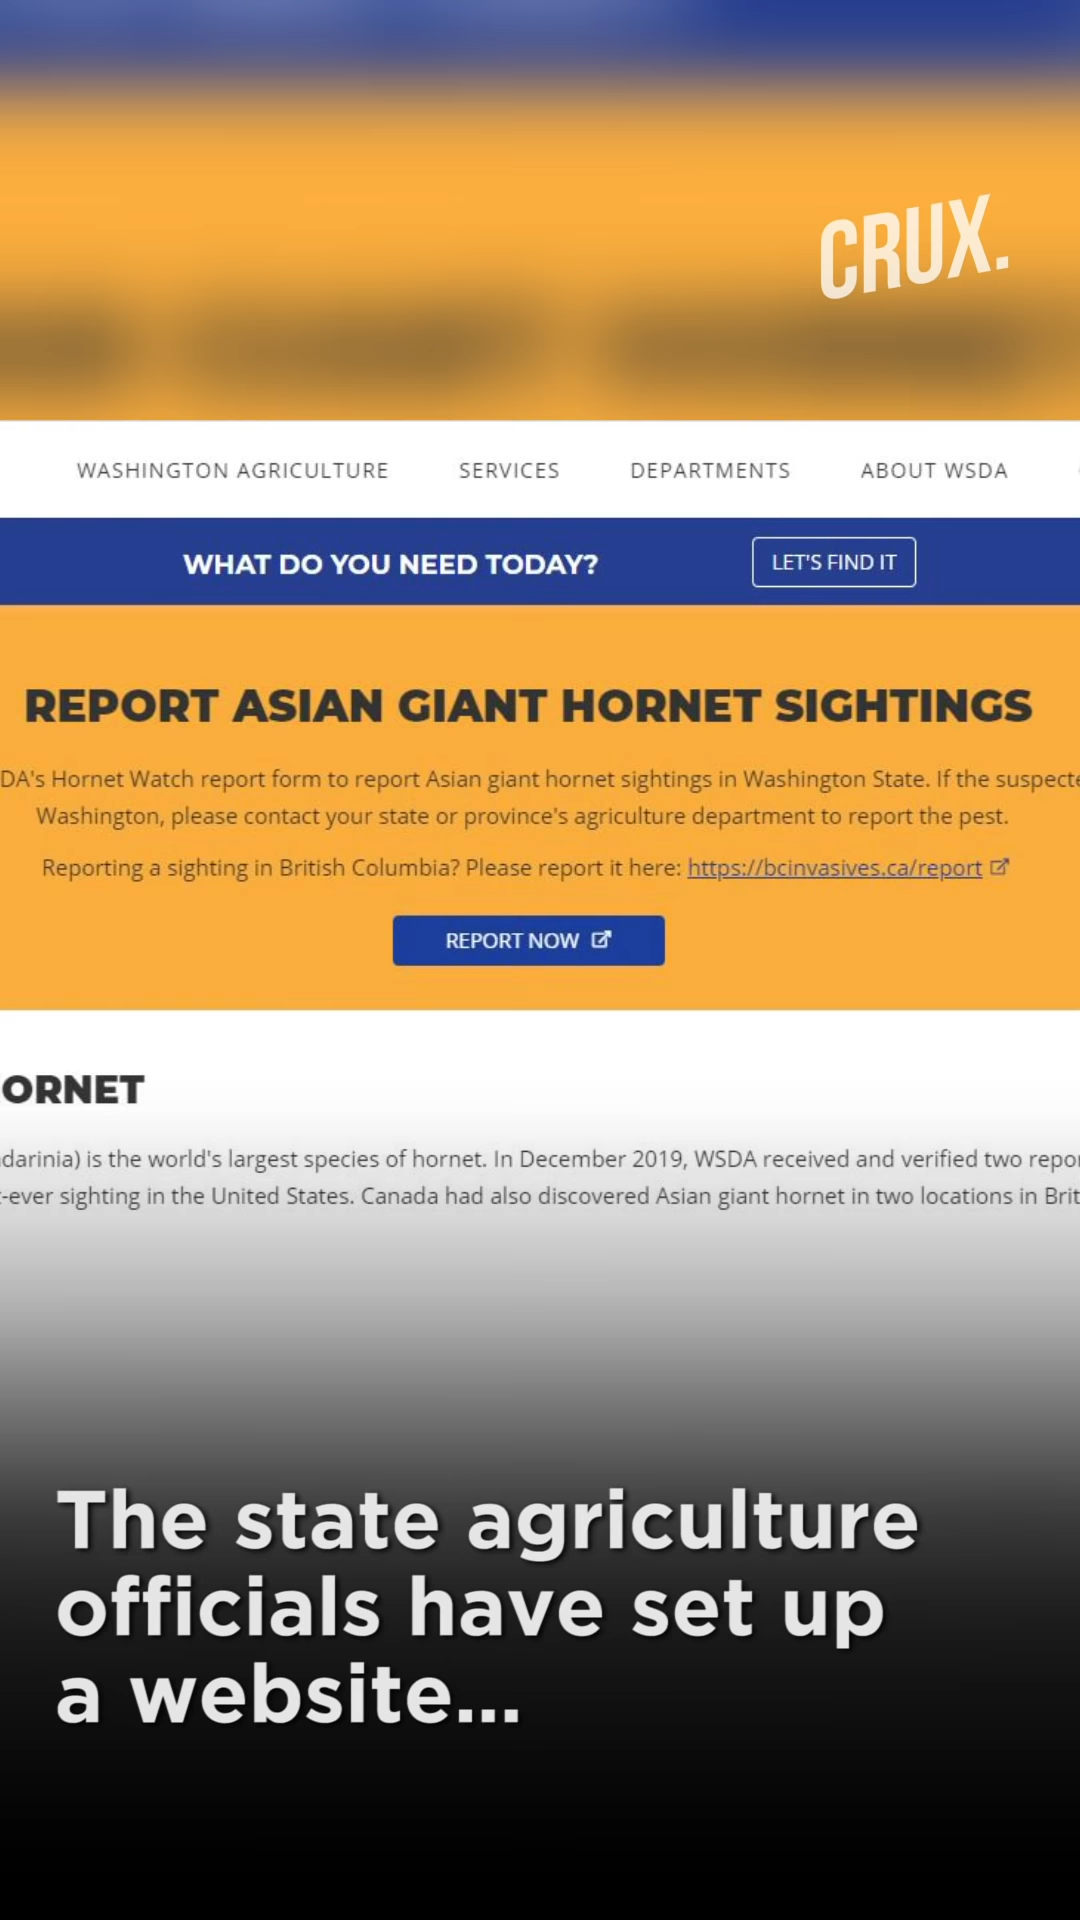 CRUX.
WASHINGTON AGRICULTURE SERVICES DEPARTMENTS ABOUT WSDA
WHAT DO YOU NEED TODAY? LET'S FIND IT
REPORT ASIAN GIANT HORNET SIGHTINGS
DA's Hornet Watch report form to report Asian giant hornet sightings in Washington State. If the suspecte
Washington, please contact your state or province's agriculture department to report the pest.
Reporting a sighting in British Columbia? Please report it here: https://bcinvasives.ca/report
REPORT NOW
ORNET
darinia) is the world's largest species of hornet. In December 2019, WSDA received and verified two repor
-ever sighting in the United States. Canada had also discovered Asian giant hornet in two locations in Brit
The state agriculture
officials have set up
a website...